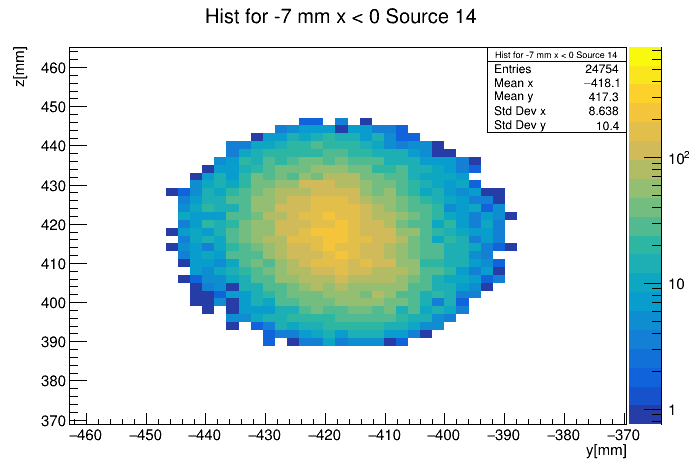 Hist for -7 mm x < 0 Source 14
z[mm]
460
450
440
430
420
410
400
390
380
370
Hist for -7 mm x < 0 Source 14
Entries 24754
Mean x −418.1
Mean y 417.3
Std Dev x 8.638
Std Dev y 10.4
10²
10
1
−460 −450 −440 −430 −420 −410 −400 −390 −380 −370
y[mm]